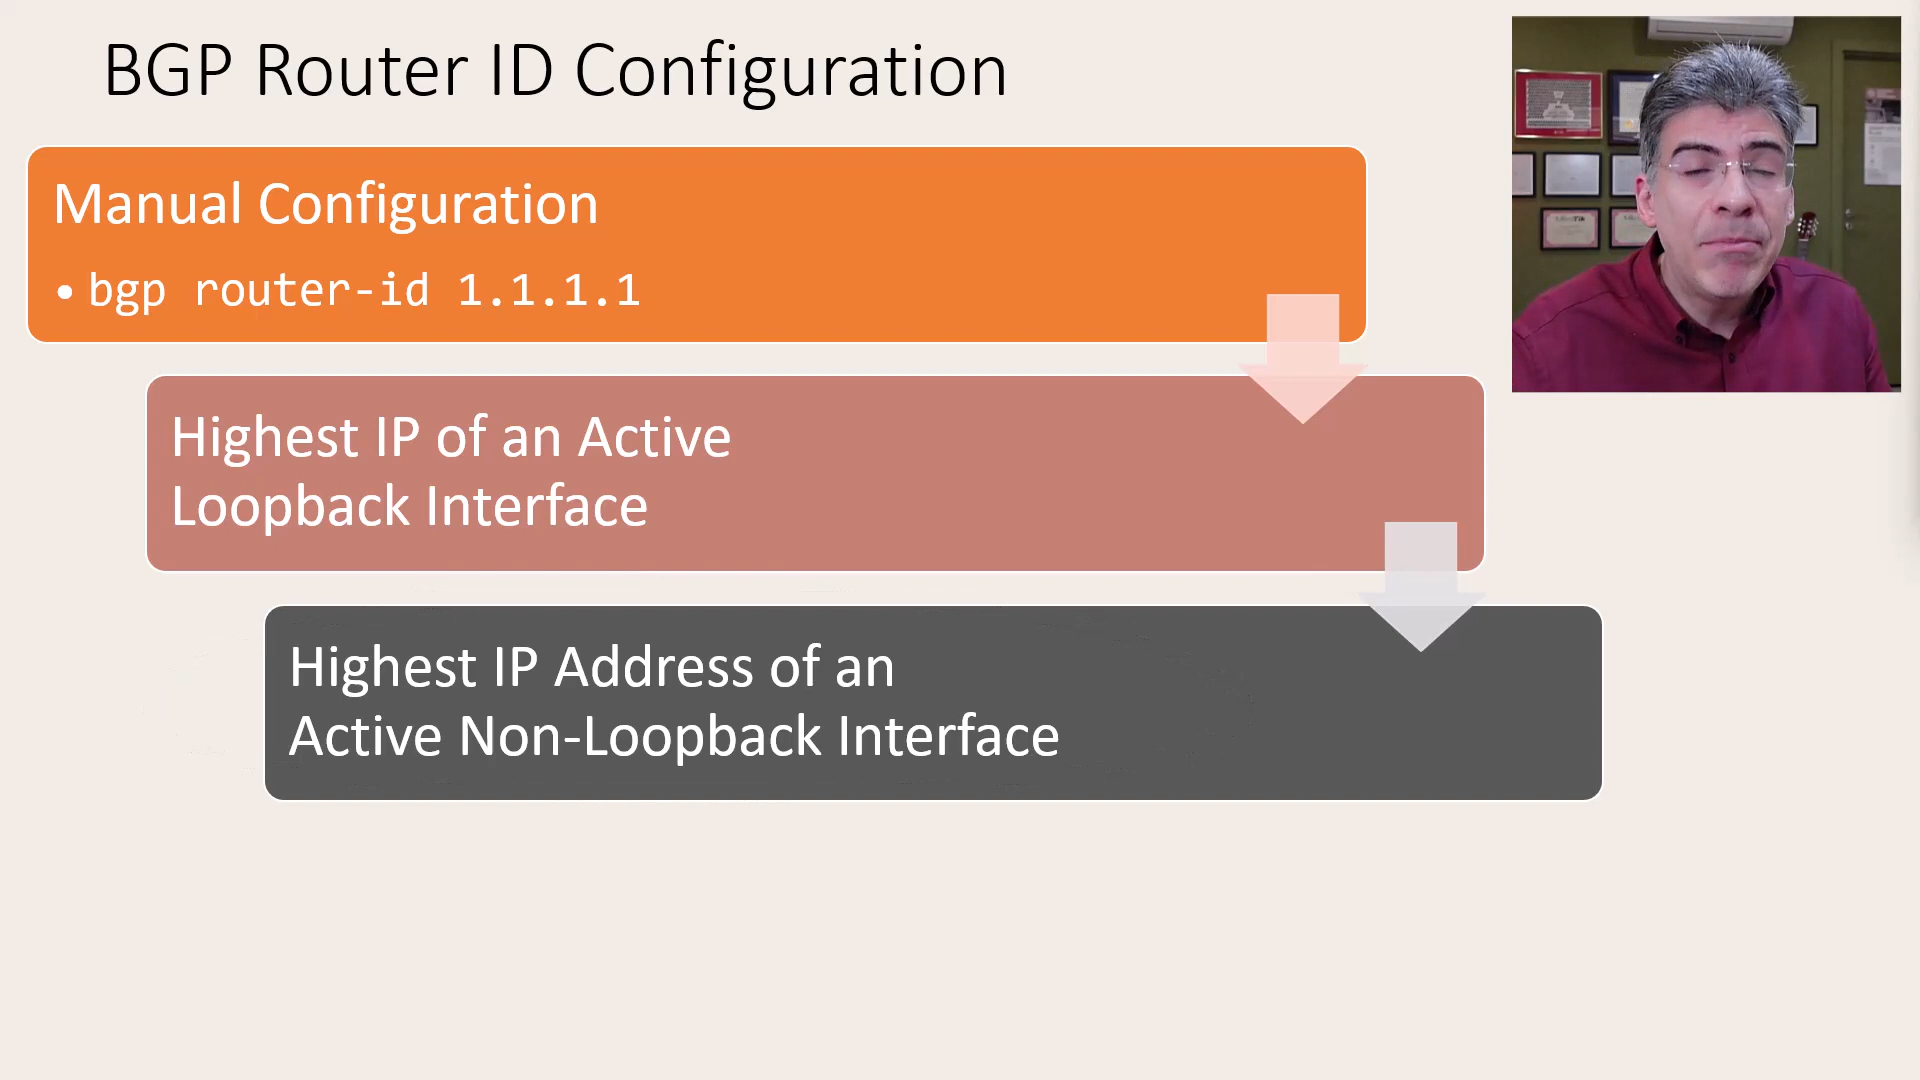 BGP Router ID Configuration
Manual Configuration
• bgp router-id 1.1.1.1
Highest IP of an Active
Loopback Interface
Highest IP Address of an
Active Non-Loopback Interface